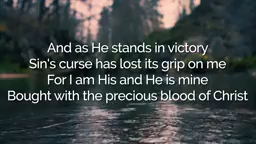 And as He stands in victory
Sin's curse has lost its grip on me
For I am His and He is mine
Bought with the precious blood of Christ